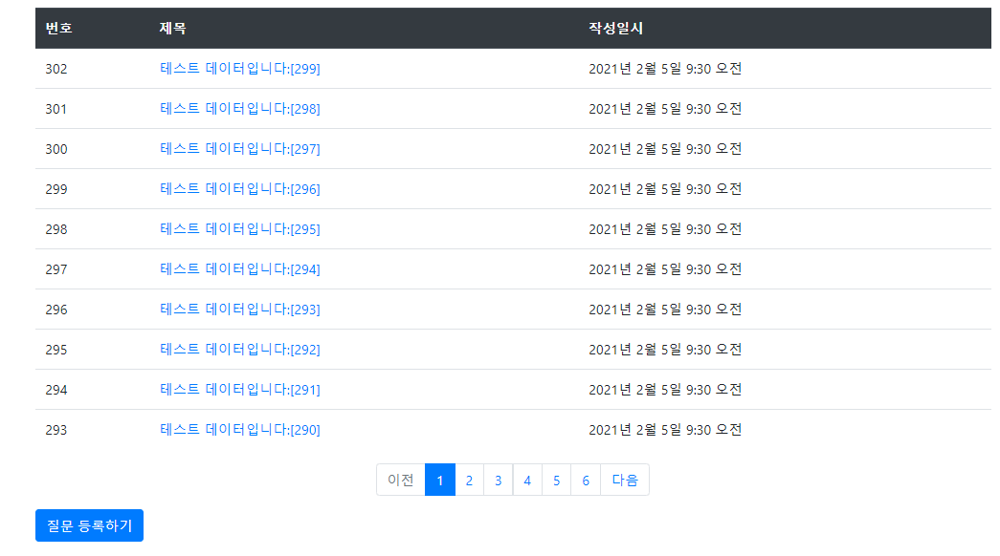 번호 제목 작성일시
302 테스트 데이터입니다:[299] 2021년 2월 5일 9:30 오전
301 테스트 데이터입니다:[298] 2021년 2월 5일 9:30 오전
300 테스트 데이터입니다:[297] 2021년 2월 5일 9:30 오전
299 테스트 데이터입니다:[296] 2021년 2월 5일 9:30 오전
298 테스트 데이터입니다:[295] 2021년 2월 5일 9:30 오전
297 테스트 데이터입니다:[294] 2021년 2월 5일 9:30 오전
296 테스트 데이터입니다:[293] 2021년 2월 5일 9:30 오전
295 테스트 데이터입니다:[292] 2021년 2월 5일 9:30 오전
294 테스트 데이터입니다:[291] 2021년 2월 5일 9:30 오전
293 테스트 데이터입니다:[290] 2021년 2월 5일 9:30 오전
이전 1 2 3 4 5 6 다음
질문 등록하기